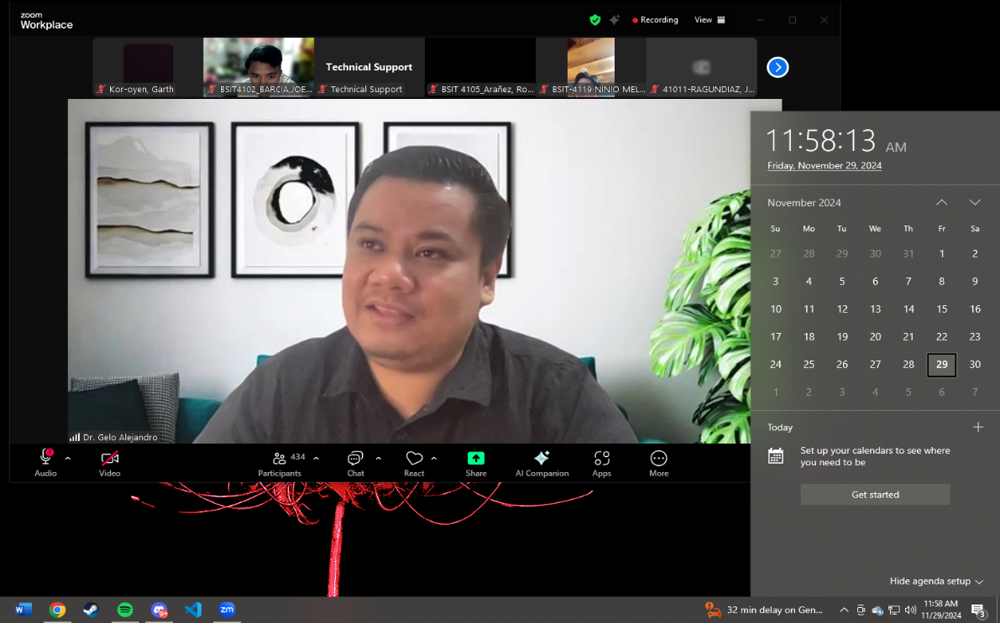 zoom
Workplace
Recording
View
Technical Support
Kor-oyen, Garth
BSIT4102_BARCIA,JOE...
Technical Support
BSIT 4105_Arañez, Ro...
BSIT-4119 NINIO MEL...
41011-RAGUNDIAZ, J...
Dr. Gelo Alejandro
Audio
Video
434
Participants
Chat
React
Share
AI Companion
Apps
More
11:58:13 AM
Friday, November 29, 2024
November 2024
Su Mo Tu We Th Fr Sa
27 28 29 30 31 1 2
3 4 5 6 7 8 9
10 11 12 13 14 15 16
17 18 19 20 21 22 23
24 25 26 27 28 29 30
1 2 3 4 5 6 7
Today
Set up your calendars to see where
you need to be
Get started
Hide agenda setup
W
9+
zm
32 min delay on Gen...
11:58 AM
11/29/2024
3